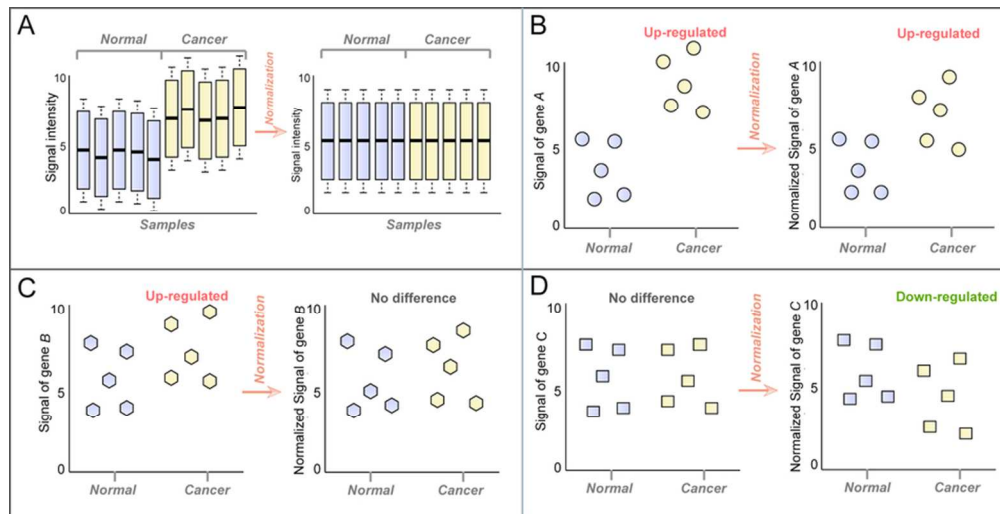 A
Normal Cancer
Signal intensity
10
5
0
Normalization
Normal Cancer
Signal intensity
10
5
0
Samples
B
Up-regulated
Signal of gene A
10
5
0
Normal Cancer
Normalization
Up-regulated
Normalized Signal of gene A
10
5
0
Normal Cancer
C
Up-regulated
Signal of gene B
10
5
0
Normal Cancer
Normalization
No difference
Normalized Signal of gene B
10
5
0
Normal Cancer
D
No difference
Signal of gene C
10
5
0
Normal Cancer
Normalization
Down-regulated
Normalized Signal of gene C
10
5
0
Normal Cancer